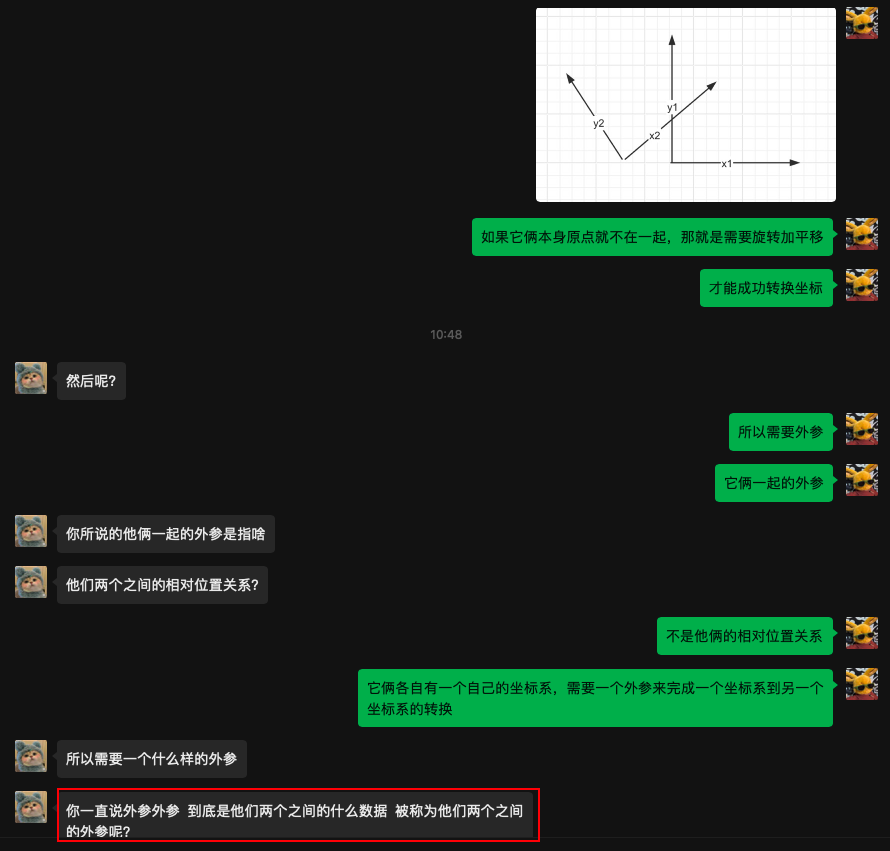 y1
y2
x2
x1
如果它俩本身原点就不在一起，那就是需要旋转加平移
才能成功转换坐标
10:48
然后呢?
所以需要外参
它俩一起的外参
你所说的他俩一起的外参是指啥
他们两个之间的相对位置关系?
不是他俩的相对位置关系
它俩各自有一个自己的坐标系，需要一个外参来完成一个坐标系到另一个
坐标系的转换
所以需要一个什么样的外参
你一直说外参外参 到底是他们两个之间的什么数据 被称为他们两个之间
的外参呢?